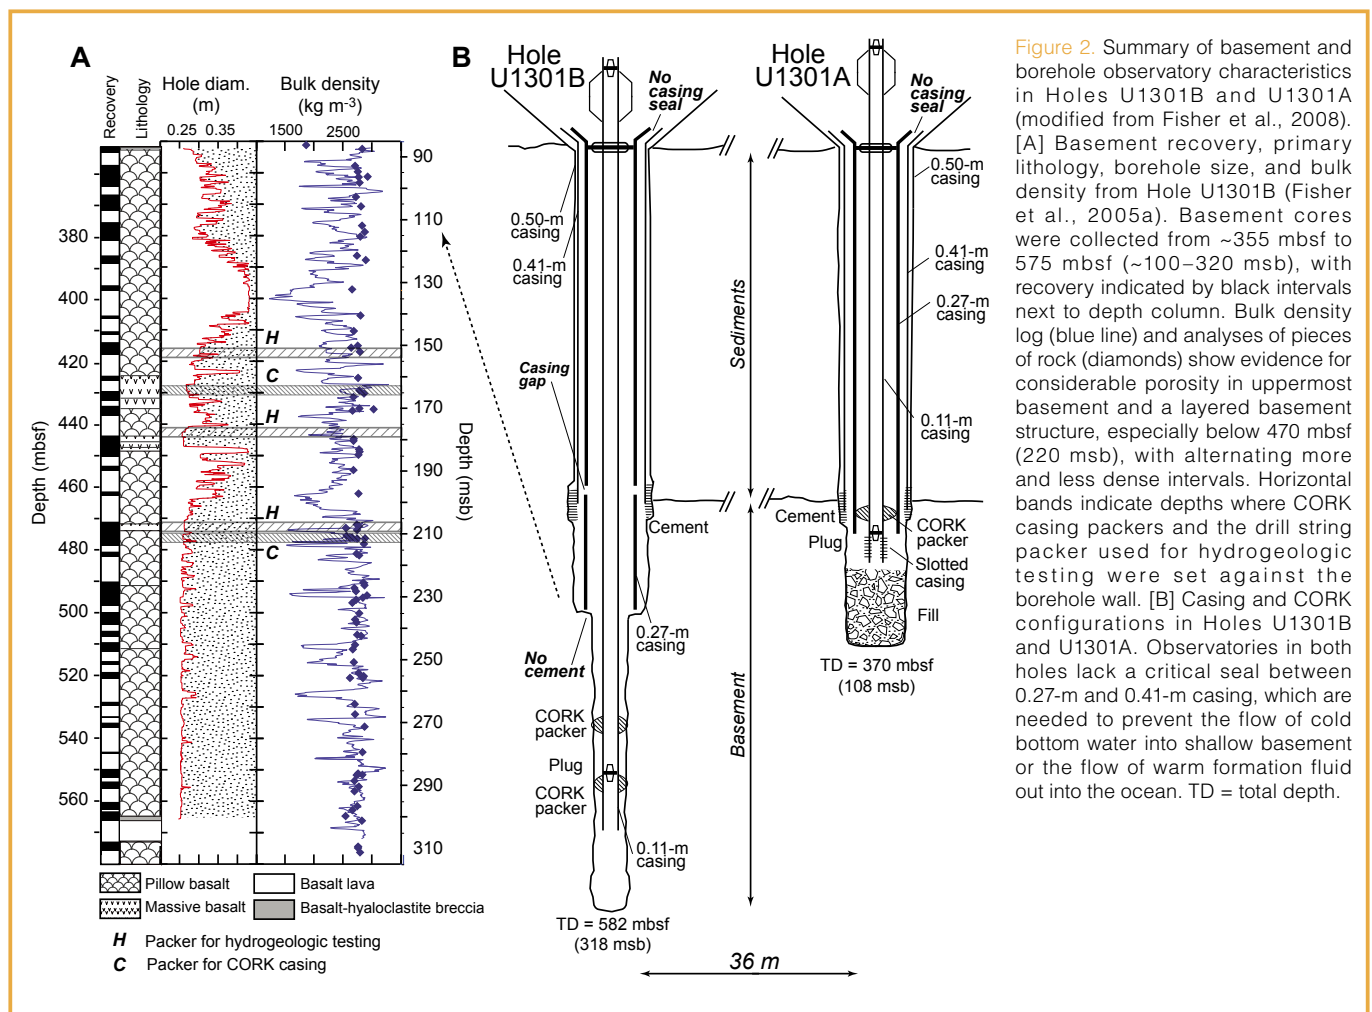 A
Recovery
Lithology
Hole diam.
(m)
0.25 0.35
Bulk density
(kg m-3)
1500 2500
Depth (mbsf)
380
400
420
440
460
480
500
520
540
560
H
C
H
H
C
90
110
130
150
170
190
210
230
250
270
290
310
Depth (msb)
Pillow basalt
Basalt lava
Massive basalt
Basalt-hyaloclastite breccia
H Packer for hydrogeologic testing
C Packer for CORK casing
B
Hole
U1301B
No
casing
seal
0.50-m
casing
0.41-m
casing
Casing
gap
Cement
0.27-m
casing
No
cement
CORK
packer
Plug
CORK
packer
0.11-m
casing
TD = 582 mbsf
(318 msb)
Sediments
Basement
36 m
Hole
U1301A
No
casing
seal
0.50-m
casing
0.41-m
casing
0.27-m
casing
0.11-m
casing
Cement
Plug
CORK
packer
Slotted
casing
Fill
TD = 370 mbsf
(108 msb)
Figure 2. Summary of basement and
borehole observatory characteristics
in Holes U1301B and U1301A
(modified from Fisher et al., 2008).
[A] Basement recovery, primary
lithology, borehole size, and bulk
density from Hole U1301B (Fisher
et al., 2005a). Basement cores
were collected from ~355 mbsf to
575 mbsf (~100–320 msb), with
recovery indicated by black intervals
next to depth column. Bulk density
log (blue line) and analyses of pieces
of rock (diamonds) show evidence for
considerable porosity in uppermost
basement and a layered basement
structure, especially below 470 mbsf
(220 msb), with alternating more
and less dense intervals. Horizontal
bands indicate depths where CORK
casing packers and the drill string
packer used for hydrogeologic
testing were set against the
borehole wall. [B] Casing and CORK
configurations in Holes U1301B
and U1301A. Observatories in both
holes lack a critical seal between
0.27-m and 0.41-m casing, which are
needed to prevent the flow of cold
bottom water into shallow basement
or the flow of warm formation fluid
out into the ocean. TD = total depth.